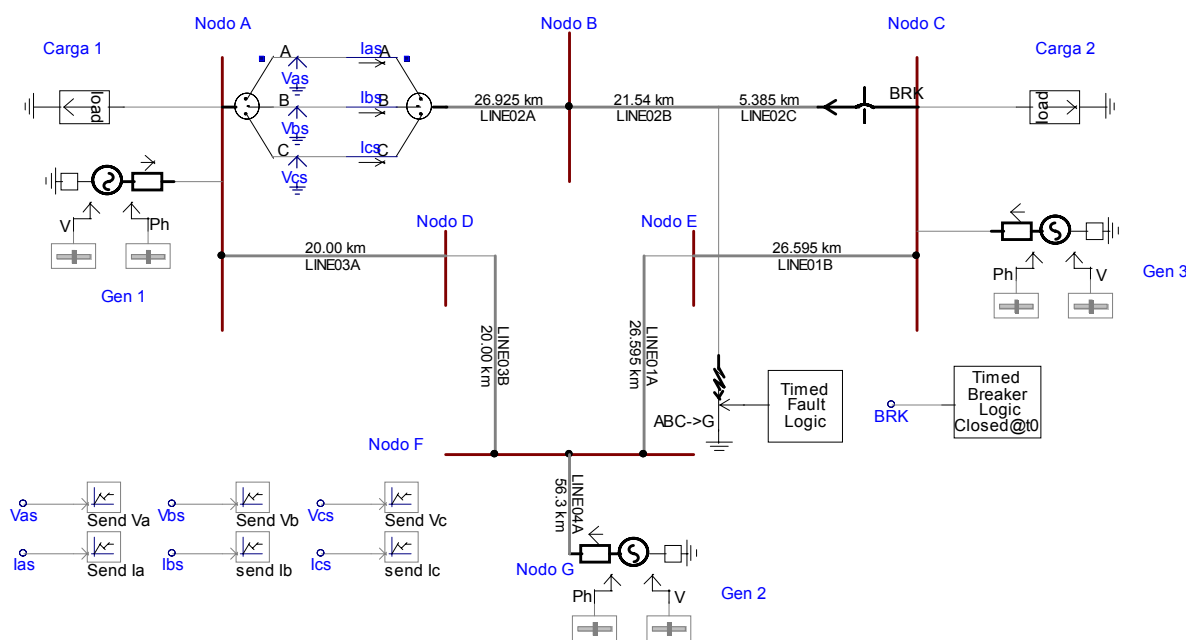 Nodo A
Nodo B
Nodo C
Carga 1
Carga 2
load
load
A
Vas
Ias
A
B
Vbs
Ibs
B
C
Vcs
Ics
C
26.925 km
LINE02A
21.54 km
LINE02B
5.385 km
LINE02C
BRK
V
Ph
Gen 1
Nodo D
Nodo E
20.00 km
LINE03A
26.595 km
LINE01B
Ph
V
Gen 3
LINE03B
20.00 km
LINE01A
26.595 km
ABC->G
Timed
Fault
Logic
BRK
Timed
Breaker
Logic
Closed@t0
Nodo F
LINE04A
56.3 km
Nodo G
Ph
V
Gen 2
Vas
Send Va
Vbs
Send Vb
Vcs
Send Vc
Ias
Send Ia
Ibs
send Ib
Ics
send Ic